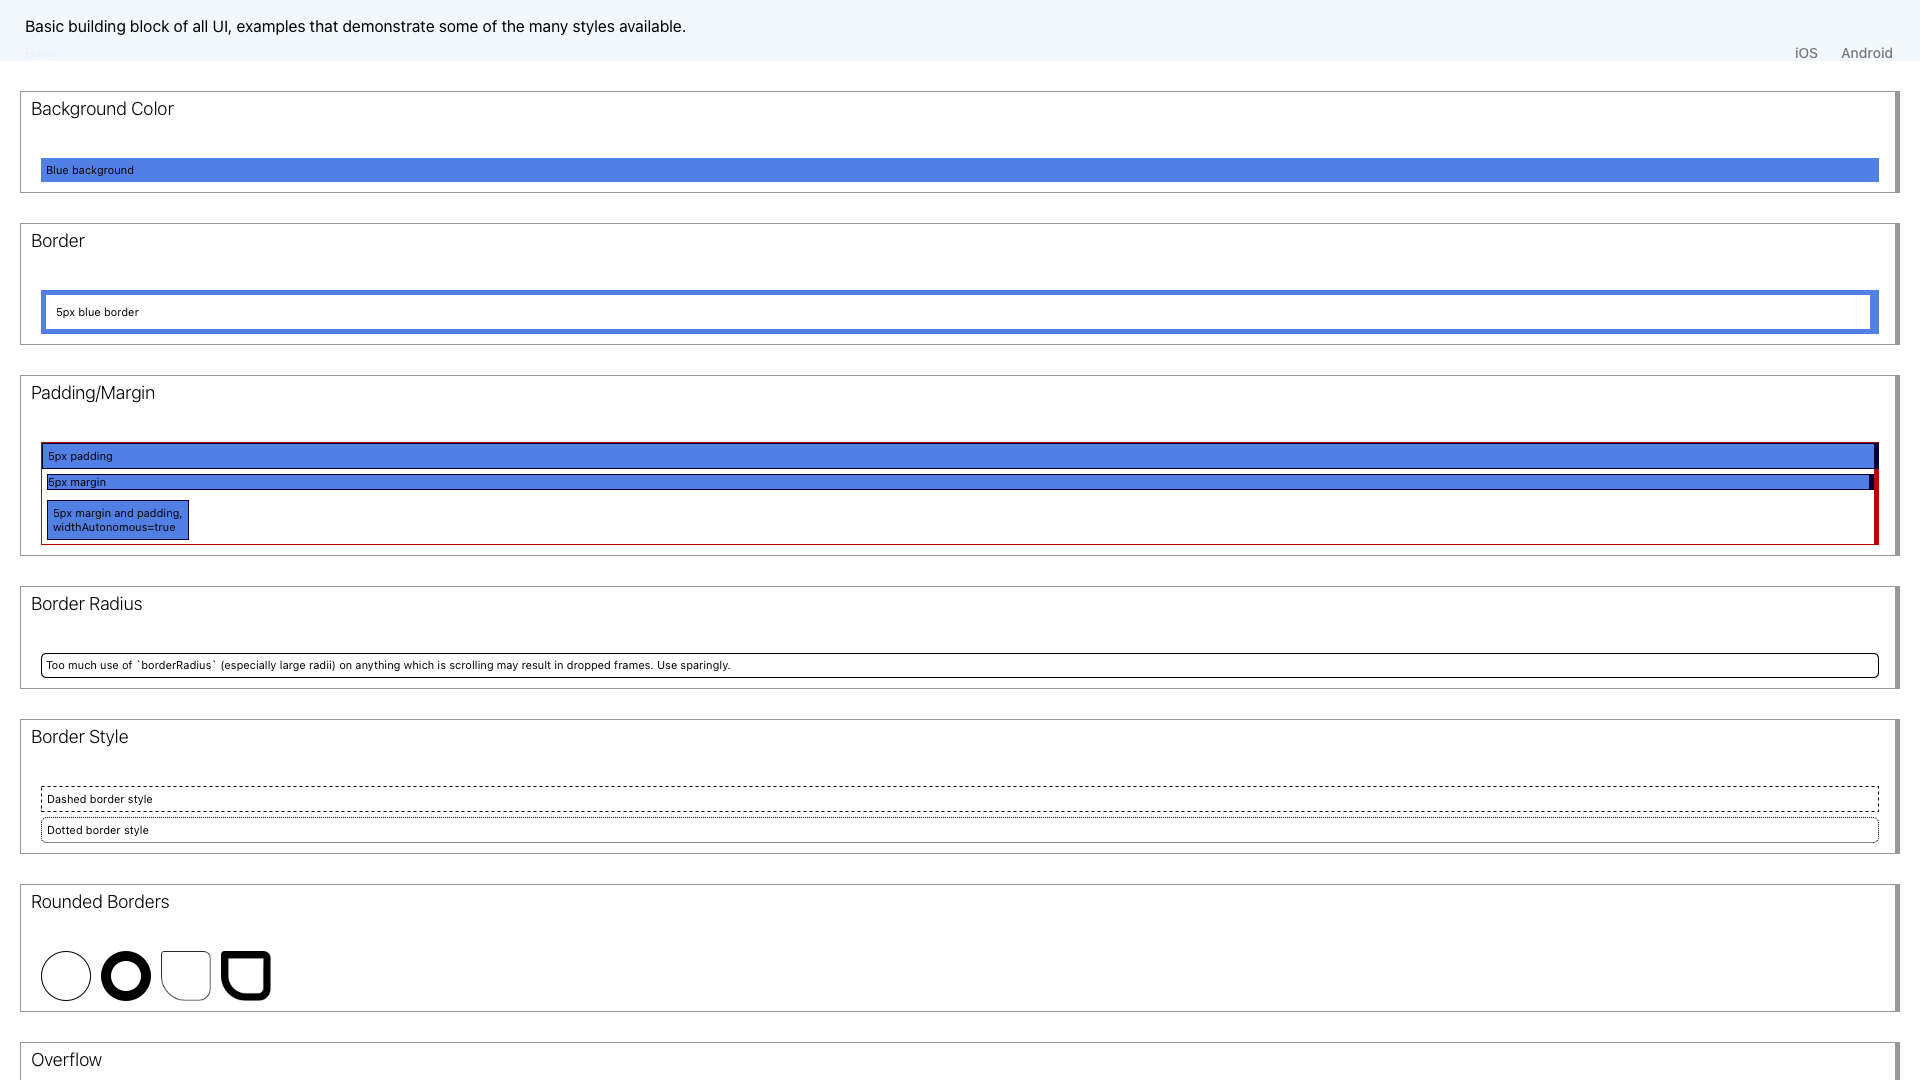 Basic building block of all UI, examples that demonstrate some of the many styles available.
iOS Android
Background Color
Blue background
Border
5px blue border
Padding/Margin
5px padding
5px margin
5px margin and padding,
widthAutonomous=true
Border Radius
Too much use of `borderRadius` (especially large radii) on anything which is scrolling may result in dropped frames. Use sparingly.
Border Style
Dashed border style
Dotted border style
Rounded Borders
Overflow